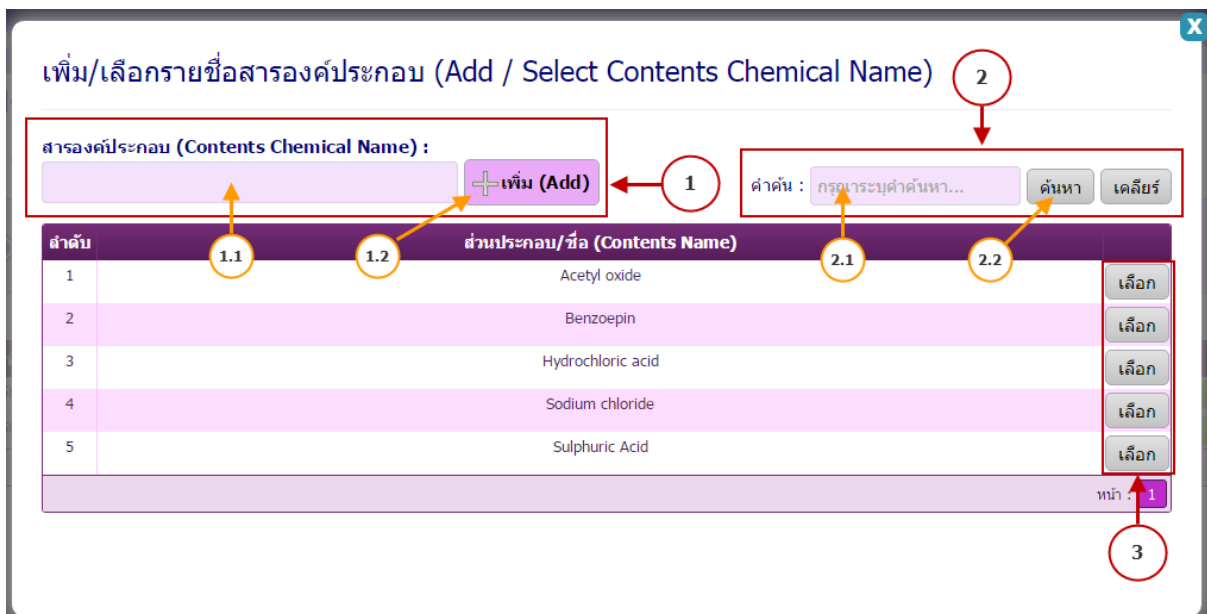 X
เพิ่ม/เลือกรายชื่อสารองค์ประกอบ (Add / Select Contents Chemical Name)
2
สารองค์ประกอบ (Contents Chemical Name) :
เพิ่ม (Add)
1
คำค้น : กรุณาระบุคำค้นหา... ค้นหา เคลียร์
ลำดับ ส่วนประกอบ/ชื่อ (Contents Name)
1.1 1.2 2.1 2.2
1 Acetyl oxide เลือก
2 Benzoepin เลือก
3 Hydrochloric acid เลือก
4 Sodium chloride เลือก
5 Sulphuric Acid เลือก
หน้า : 1
3